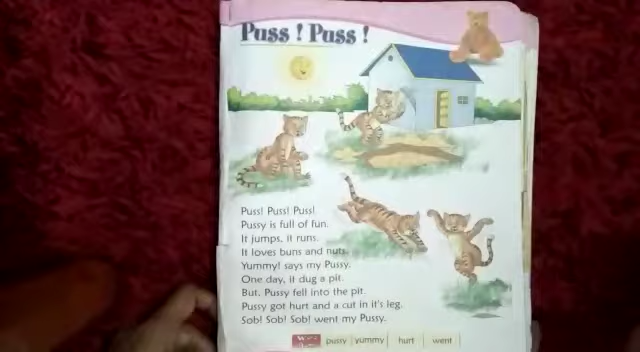 Puss ! Puss !
Puss! Puss! Puss!
Pussy is full of fun.
It jumps, it runs.
It loves buns and nuts.
Yummy! says my Pussy.
One day, it dug a pit.
But, Pussy fell into the pit.
Pussy got hurt and a cut in it's leg.
Sob! Sob! Sob! went my Pussy.
pussy yummy hurt went